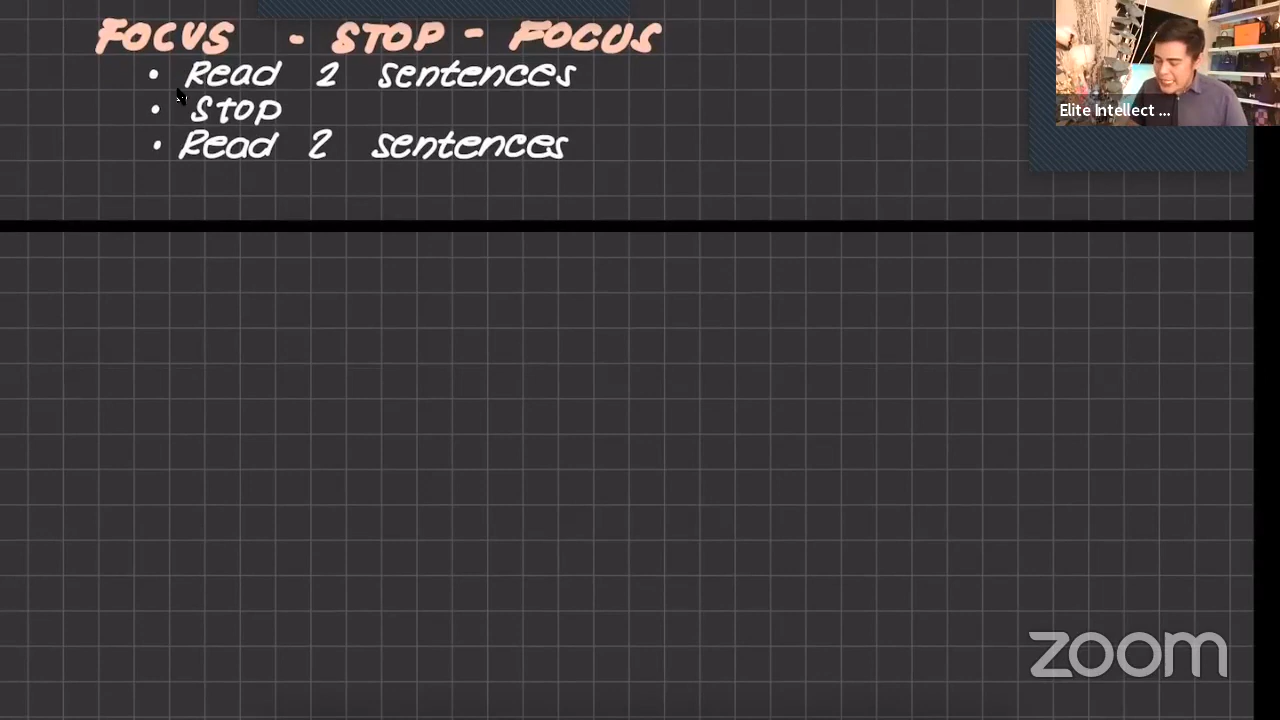 FOCUS - STOP - FOCUS
• Read 2 sentences
• STOP
• Read 2 sentences
Elite Intellect ...
zoom